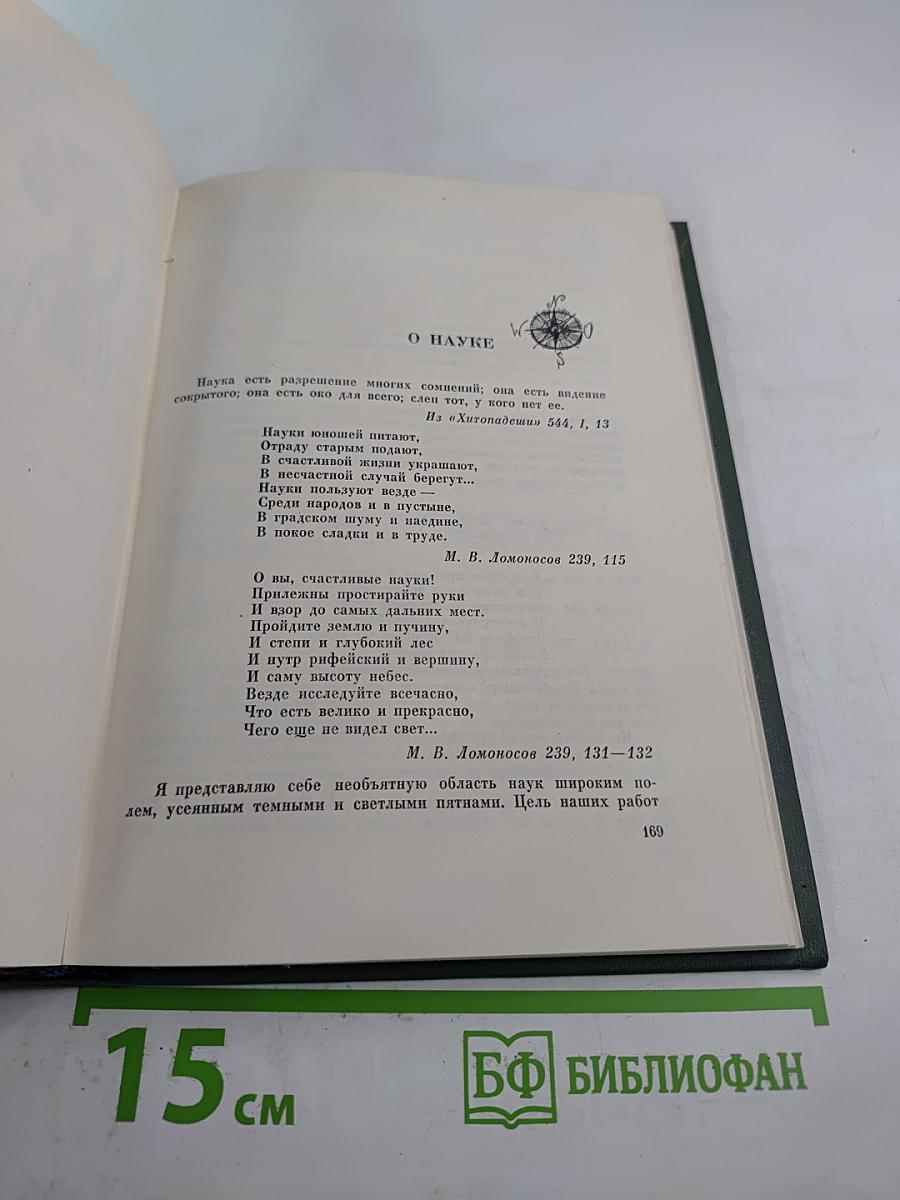 О НАУКЕ
N
W O
S
Наука есть разрешение многих сомнений; она есть видение
сокрытого; она есть око для всего; слеп тот, у кого нет ее.
Из «Хитопадеши» 544, I, 13
Науки юношей питают,
Отраду старым подают,
В счастливой жизни украшают,
В несчастной случай берегут...
Науки пользуют везде —
Среди народов и в пустыне,
В градском шуму и наедине,
В покое сладки и в труде.
М. В. Ломоносов 239, 115
О вы, счастливые науки!
Прилежны простирайте руки
И взор до самых дальних мест.
Пройдите землю и пучину,
И степи и глубокий лес
И нутр рифейский и вершину,
И саму высоту небес.
Везде исследуйте всечасно,
Что есть велико и прекрасно,
Чего еще не видел свет...
М. В. Ломоносов 239, 131—132
Я представляю себе необъятную область наук широким по-
лем, усеянным темными и светлыми пятнами. Цель наших работ
169
15 см
БФ БИБЛИОФАН